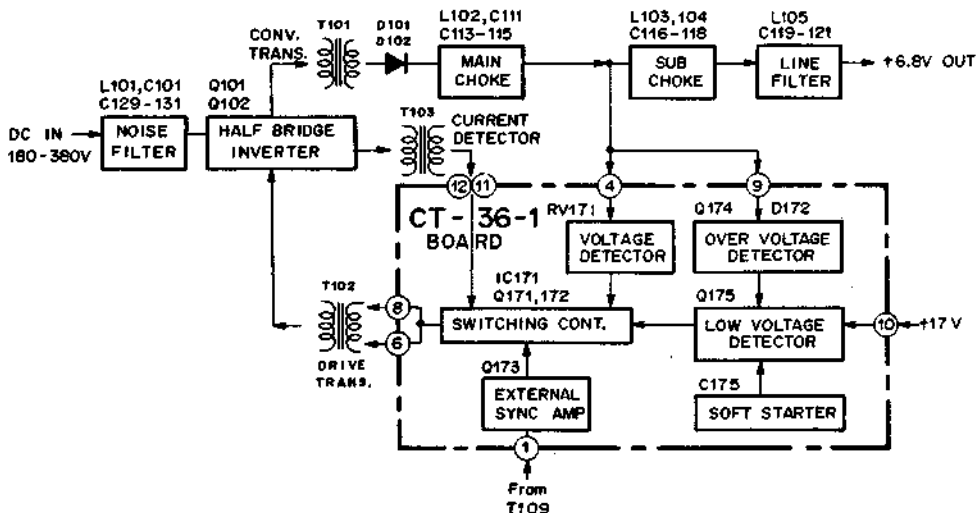 T101
D101
D102
L102, C111
C113-115
L103, 104
C116-118
L105
C119-121
CONV.
TRANS.
MAIN
CHOKE
SUB
CHOKE
LINE
FILTER
+6.8V OUT
L101, C101
C129-131
Q101
Q102
DC IN
180-380V
NOISE
FILTER
HALF BRIDGE
INVERTER
T103
CURRENT
DETECTOR
12
11
4
9
CT-36-1
BOARD
RV171
VOLTAGE
DETECTOR
Q174
D172
OVER VOLTAGE
DETECTOR
T102
8
6
DRIVE
TRANS.
IC171
Q171, 172
SWITCHING CONT.
Q175
LOW VOLTAGE
DETECTOR
10
+17V
Q173
EXTERNAL
SYNC AMP
C175
SOFT STARTER
1
From
T109